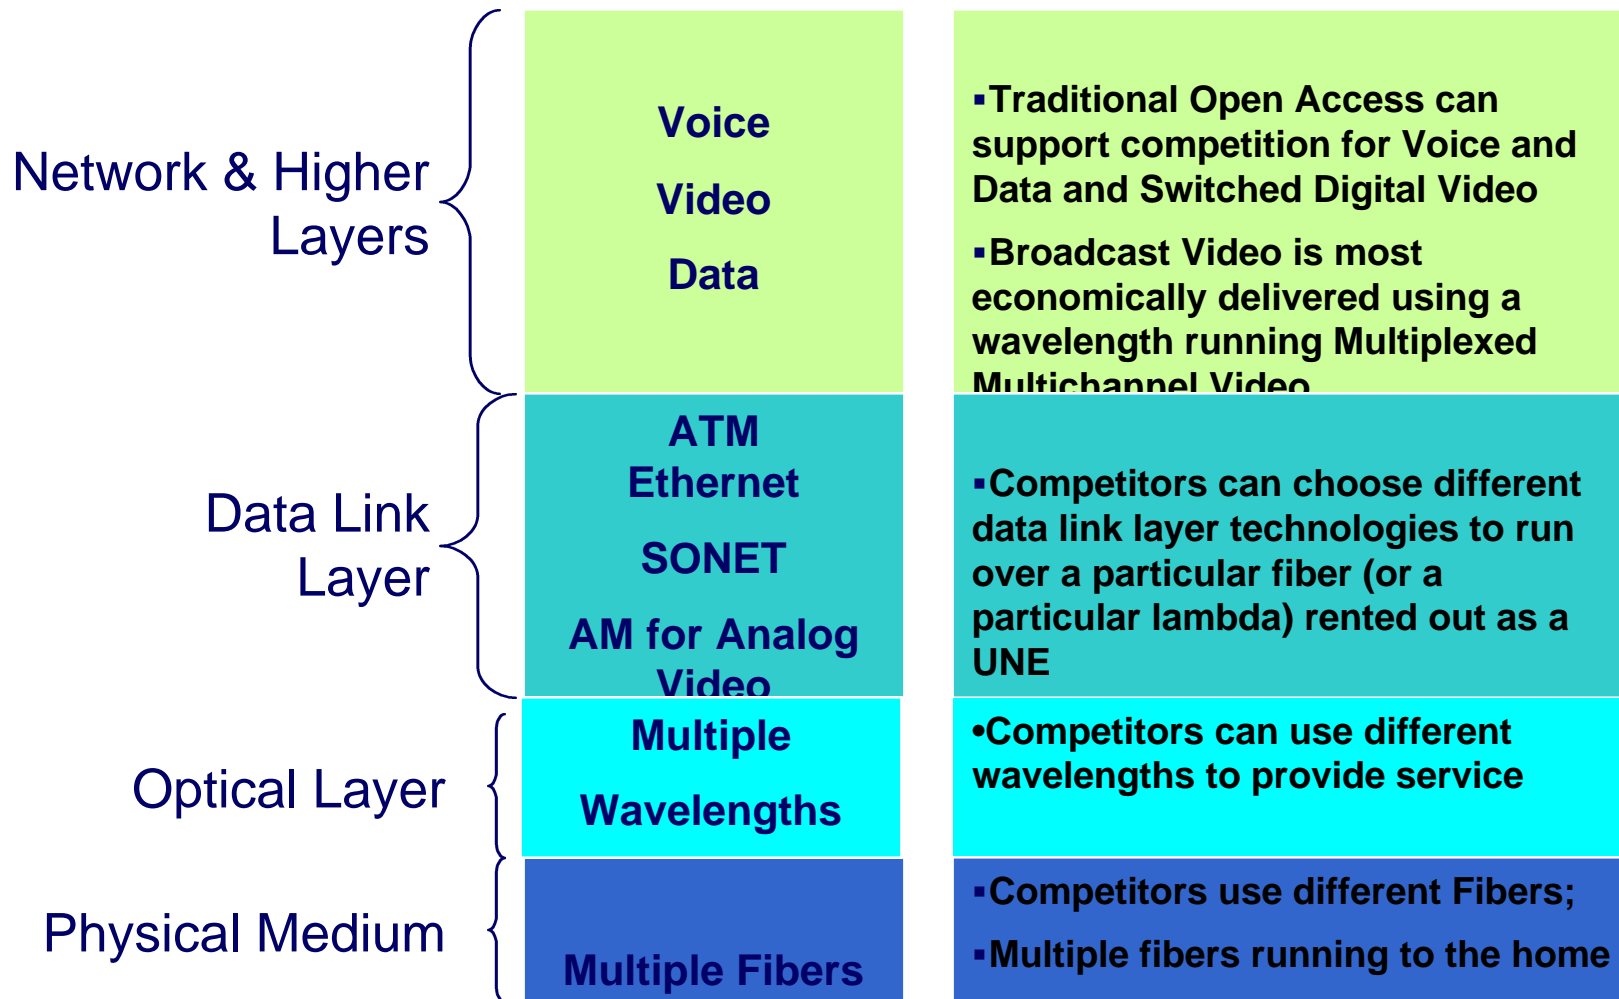 Network & Higher
Layers
Voice
Video
Data
▪Traditional Open Access can
support competition for Voice and
Data and Switched Digital Video
▪Broadcast Video is most
economically delivered using a
wavelength running Multiplexed
Multichannel Video
Data Link
Layer
ATM
Ethernet
SONET
AM for Analog
Video
▪Competitors can choose different
data link layer technologies to run
over a particular fiber (or a
particular lambda) rented out as a
UNE
Optical Layer
Multiple
Wavelengths
•Competitors can use different
wavelengths to provide service
Physical Medium
Multiple Fibers
▪Competitors use different Fibers;
▪Multiple fibers running to the home